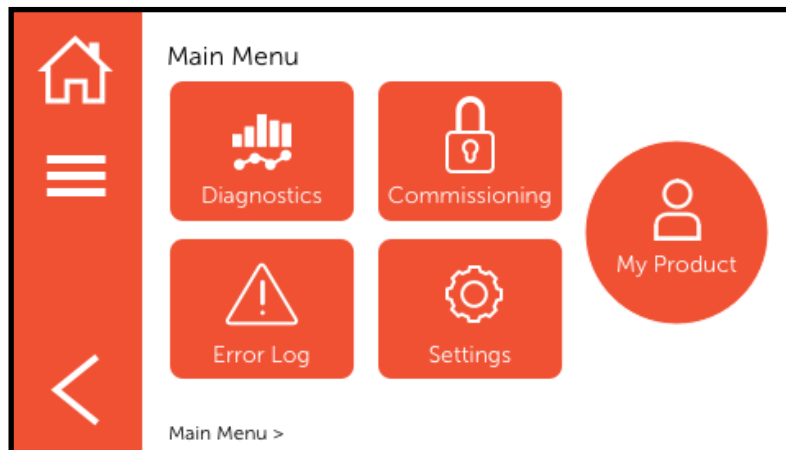 Main Menu
Diagnostics
Commissioning
My Product
Error Log
Settings
Main Menu >